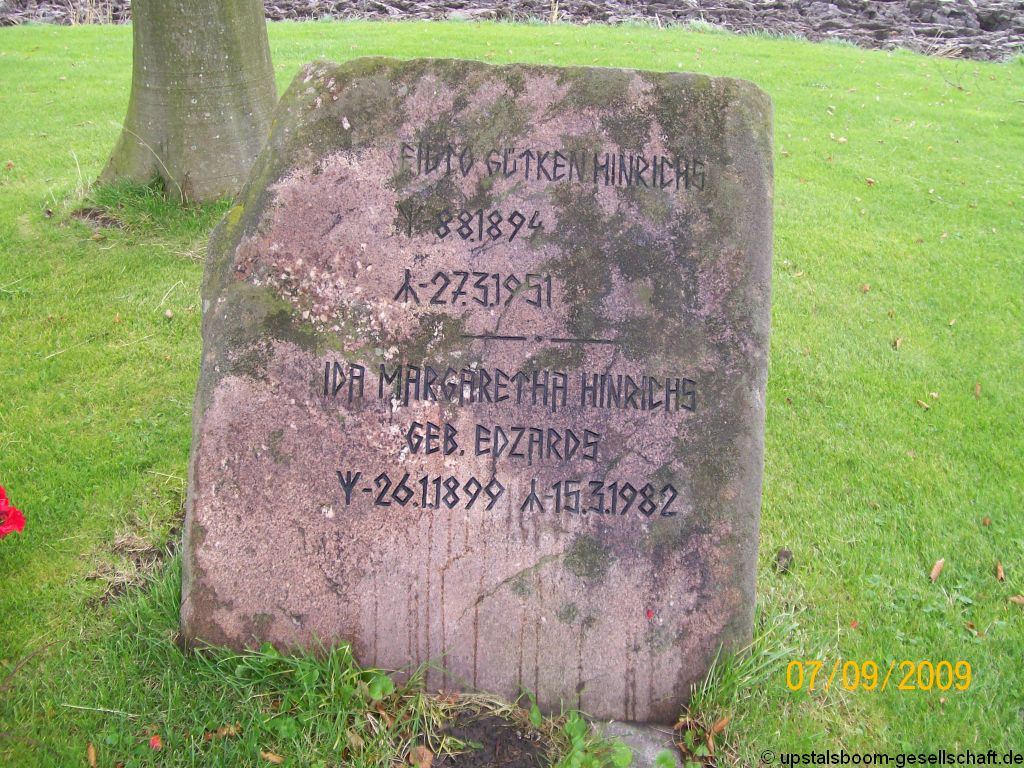 GÜTKEN HINRICHS
ᛉ-8.8.1894
ᛣ-27.3.1951
IDA MARGARETHA HINRICHS
GEB. EDZARDS
ᛉ-26.1.1899 ᛣ-15.3.1982
07/09/2009
© upstalsboom-gesellschaft.de